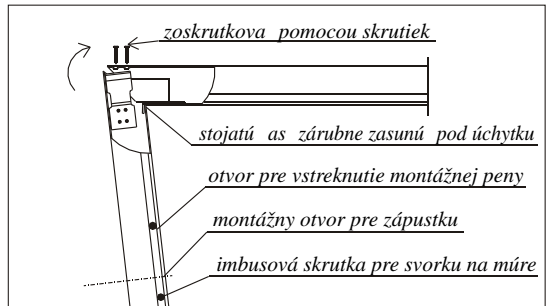 zoskrutkova pomocou skrutiek
stojatú as zárubne zasunú pod úchytku
otvor pre vstreknutie montážnej peny
montážny otvor pre zápustku
imbusová skrutka pre svorku na múre